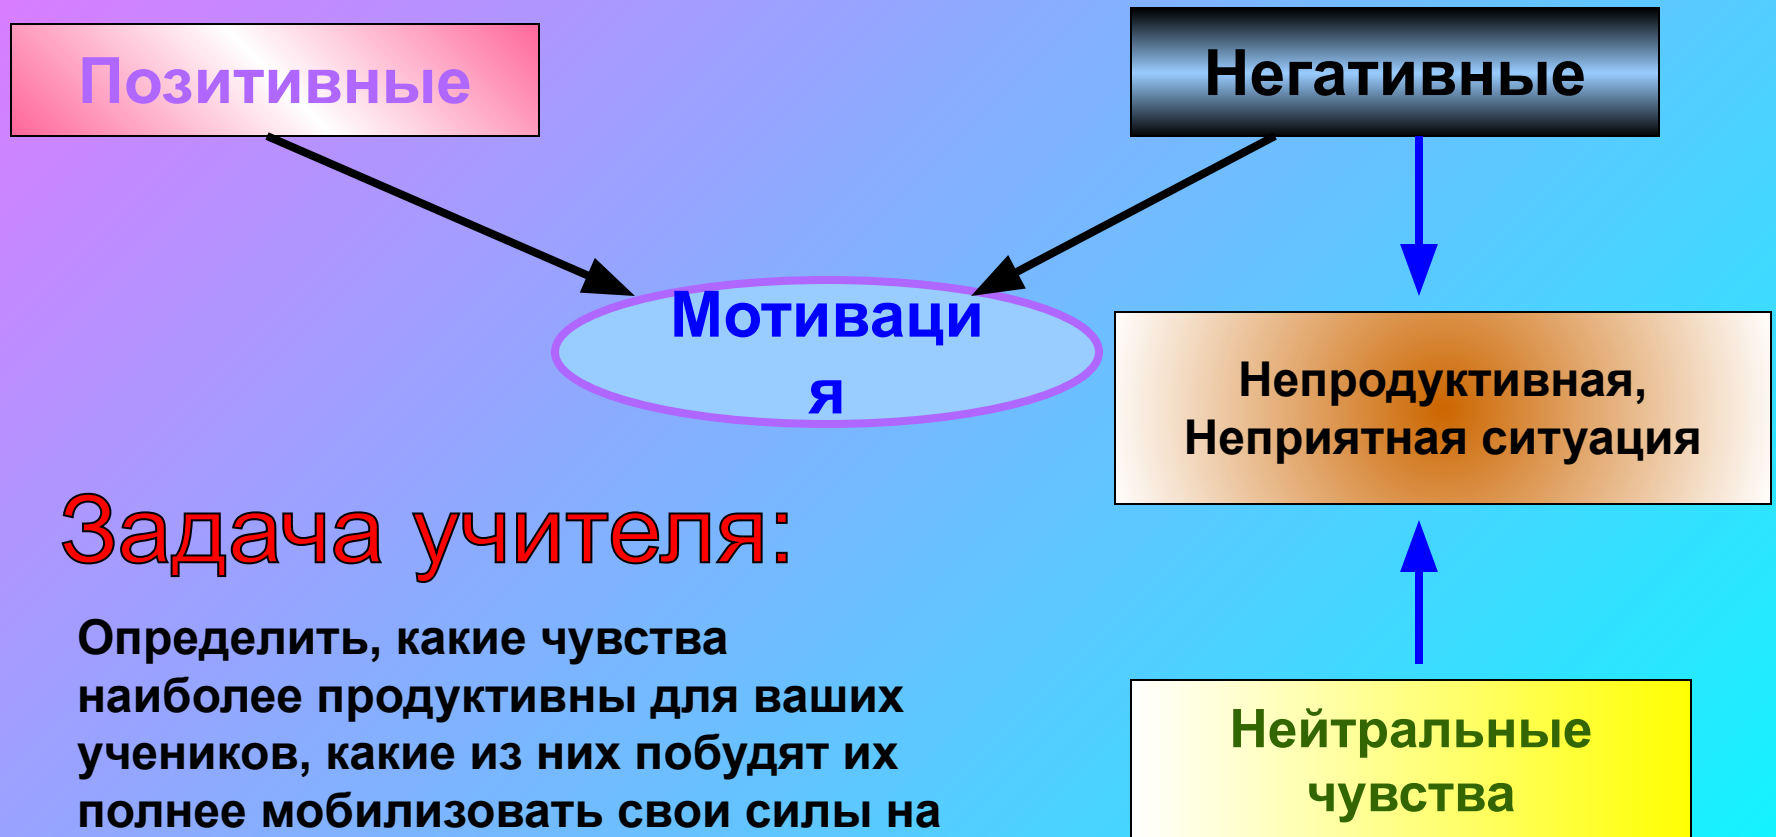 Позитивные
Негативные
Мотиваци
я
Непродуктивная,
Неприятная ситуация
Задача учителя:
Определить, какие чувства
наиболее продуктивны для ваших
учеников, какие из них побудят их
полнее мобилизовать свои силы на
Нейтральные
чувства